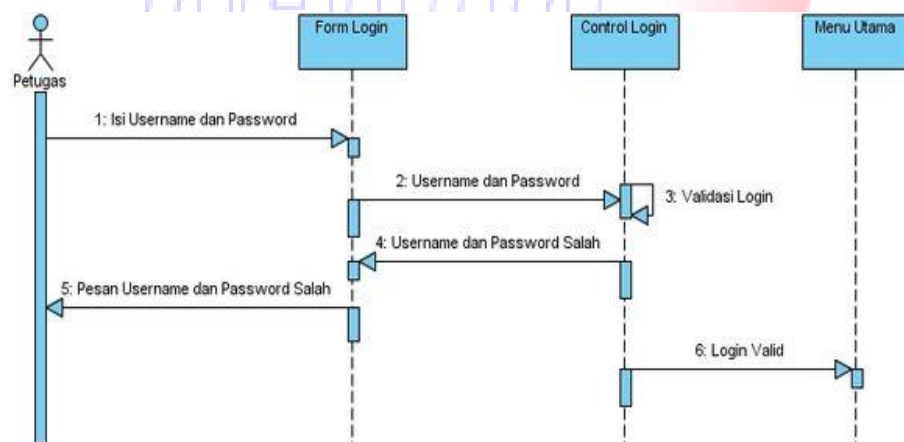 Form Login
Control Login
Menu Utama
Petugas
1: Isi Username dan Password
2: Username dan Password
3: Validasi Login
4: Username dan Password Salah
5: Pesan Username dan Password Salah
6: Login Valid